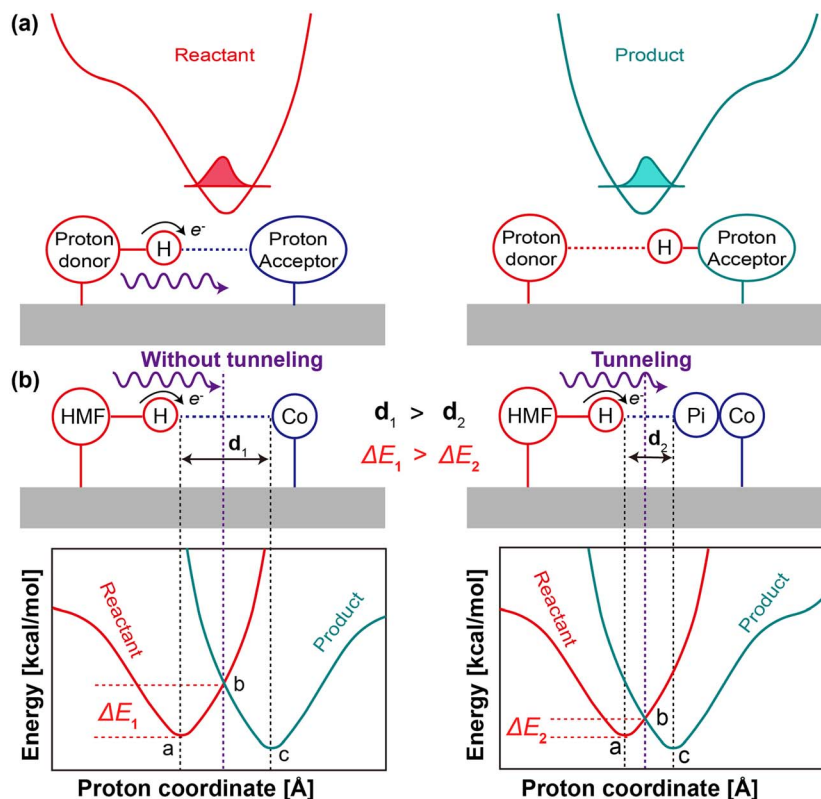 (a)
Reactant
Product
Proton donor
H
e-
Proton Acceptor
Proton donor
H
Proton Acceptor
(b)
Without tunneling
Tunneling
HMF
H
e-
Co
d1
d1 > d2
ΔE1 > ΔE2
HMF
H
e-
Pi
Co
d2
Energy [kcal/mol]
Reactant
Product
ΔE1
a
b
c
Proton coordinate [Å]
Energy [kcal/mol]
Reactant
Product
ΔE2
a
b
c
Proton coordinate [Å]